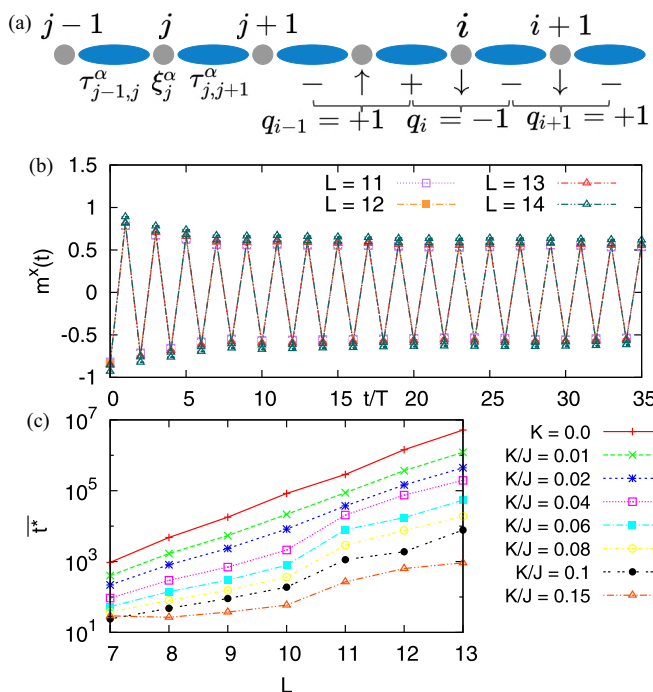 (a) j − 1 j j + 1 i i + 1
τ^α_{j−1,j} ξ^α_j τ^α_{j,j+1} − ↑ + ↓ − ↓ −
q_{i−1} = +1 q_i = −1 q_{i+1} = +1
(b)
1.5
1
0.5
0
-0.5
-1
m^x(t)
L = 11 L = 13
L = 12 L = 14
0 5 10 15 t/T 20 25 30 35
(c)
10^7
10^5
10^3
10^1
t*
K = 0.0
K/J = 0.01
K/J = 0.02
K/J = 0.04
K/J = 0.06
K/J = 0.08
K/J = 0.1
K/J = 0.15
7 8 9 10 11 12 13
L